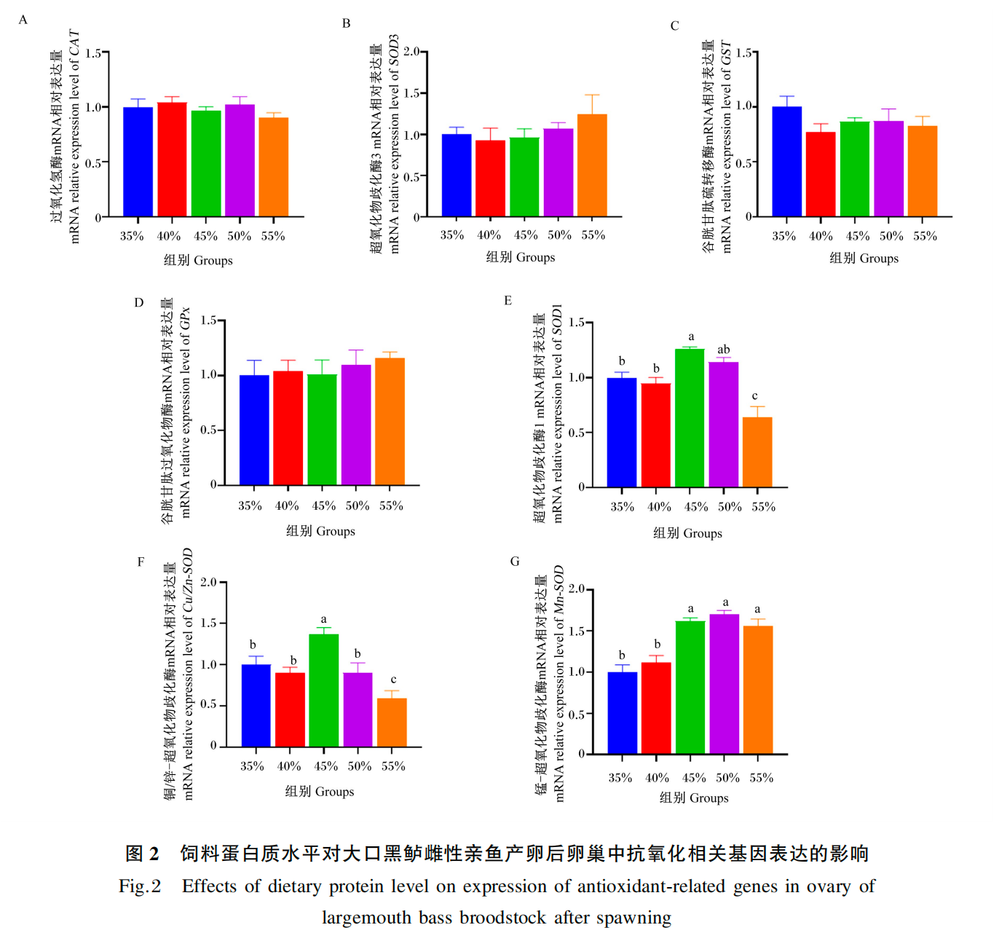 A
过氧化氢酶mRNA相对表达量
mRNA relative expression level of CAT
1.5
1.0
0.5
0
35% 40% 45% 50% 55%
组别 Groups
B
超氧化物歧化酶3 mRNA相对表达量
mRNA relative expression level of SOD3
2.0
1.5
1.0
0.5
0
35% 40% 45% 50% 55%
组别 Groups
C
谷胱甘肽硫转移酶mRNA相对表达量
mRNA relative expression level of GST
1.5
1.0
0.5
0
35% 40% 45% 50% 55%
组别 Groups
D
谷胱甘肽过氧化物酶mRNA相对表达量
mRNA relative expression level of GPx
1.5
1.0
0.5
0
35% 40% 45% 50% 55%
组别 Groups
E
超氧化物歧化酶1 mRNA相对表达量
mRNA relative expression level of SOD1
1.5
1.0
0.5
0
b b a ab c
35% 40% 45% 50% 55%
组别 Groups
F
铜/锌-超氧化物歧化酶mRNA相对表达量
mRNA relative expression level of Cu/Zn-SOD
2.0
1.5
1.0
0.5
0
b b a b c
35% 40% 45% 50% 55%
组别 Groups
G
锰-超氧化物歧化酶mRNA相对表达量
mRNA relative expression level of Mn-SOD
2.0
1.5
1.0
0.5
0
b b a a a
35% 40% 45% 50% 55%
组别 Groups
图 2 饲料蛋白质水平对大口黑鲈雌性亲鱼产卵后卵巢中抗氧化相关基因表达的影响
Fig.2 Effects of dietary protein level on expression of antioxidant-related genes in ovary of
largemouth bass broodstock after spawning